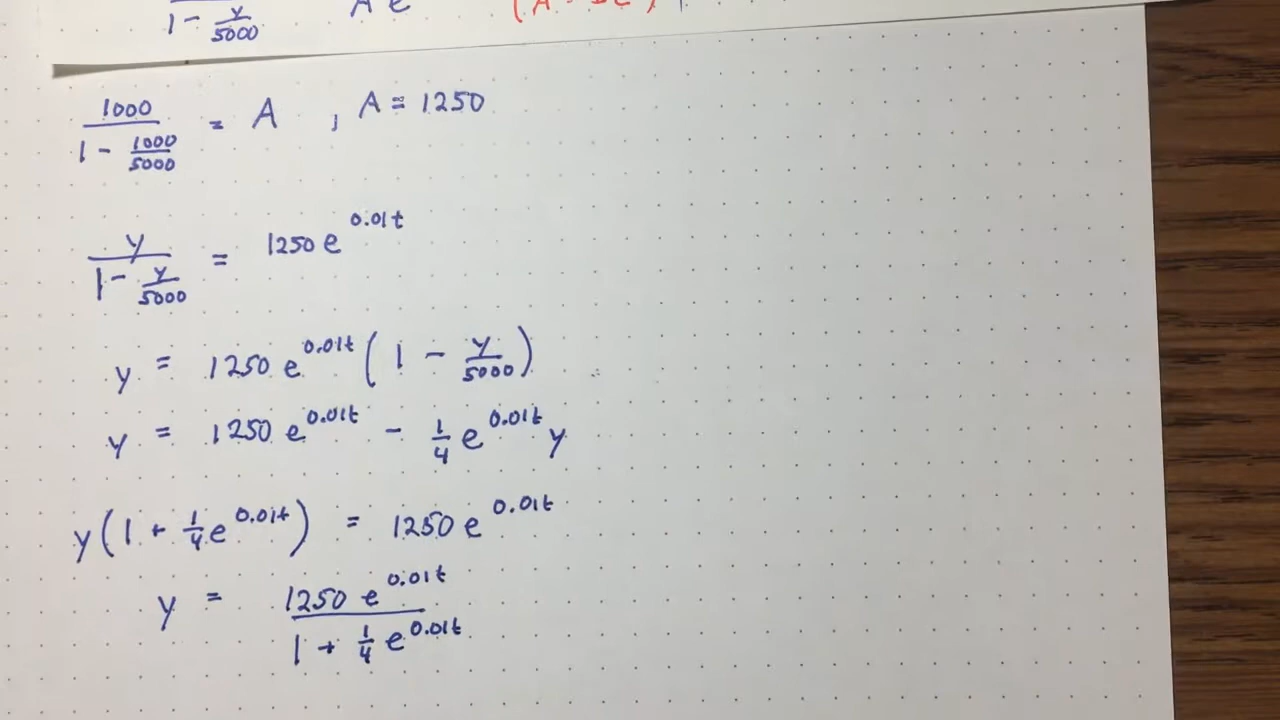 1 - y/5000 A e (A
1000/(1 - 1000/5000) = A , A = 1250
y/(1 - y/5000) = 1250 e^0.01t
y = 1250 e^0.01t (1 - y/5000)
y = 1250 e^0.01t - 1/4 e^0.01t y
y(1 + 1/4 e^0.01t) = 1250 e^0.01t
y = 1250 e^0.01t/(1 + 1/4 e^0.01t)